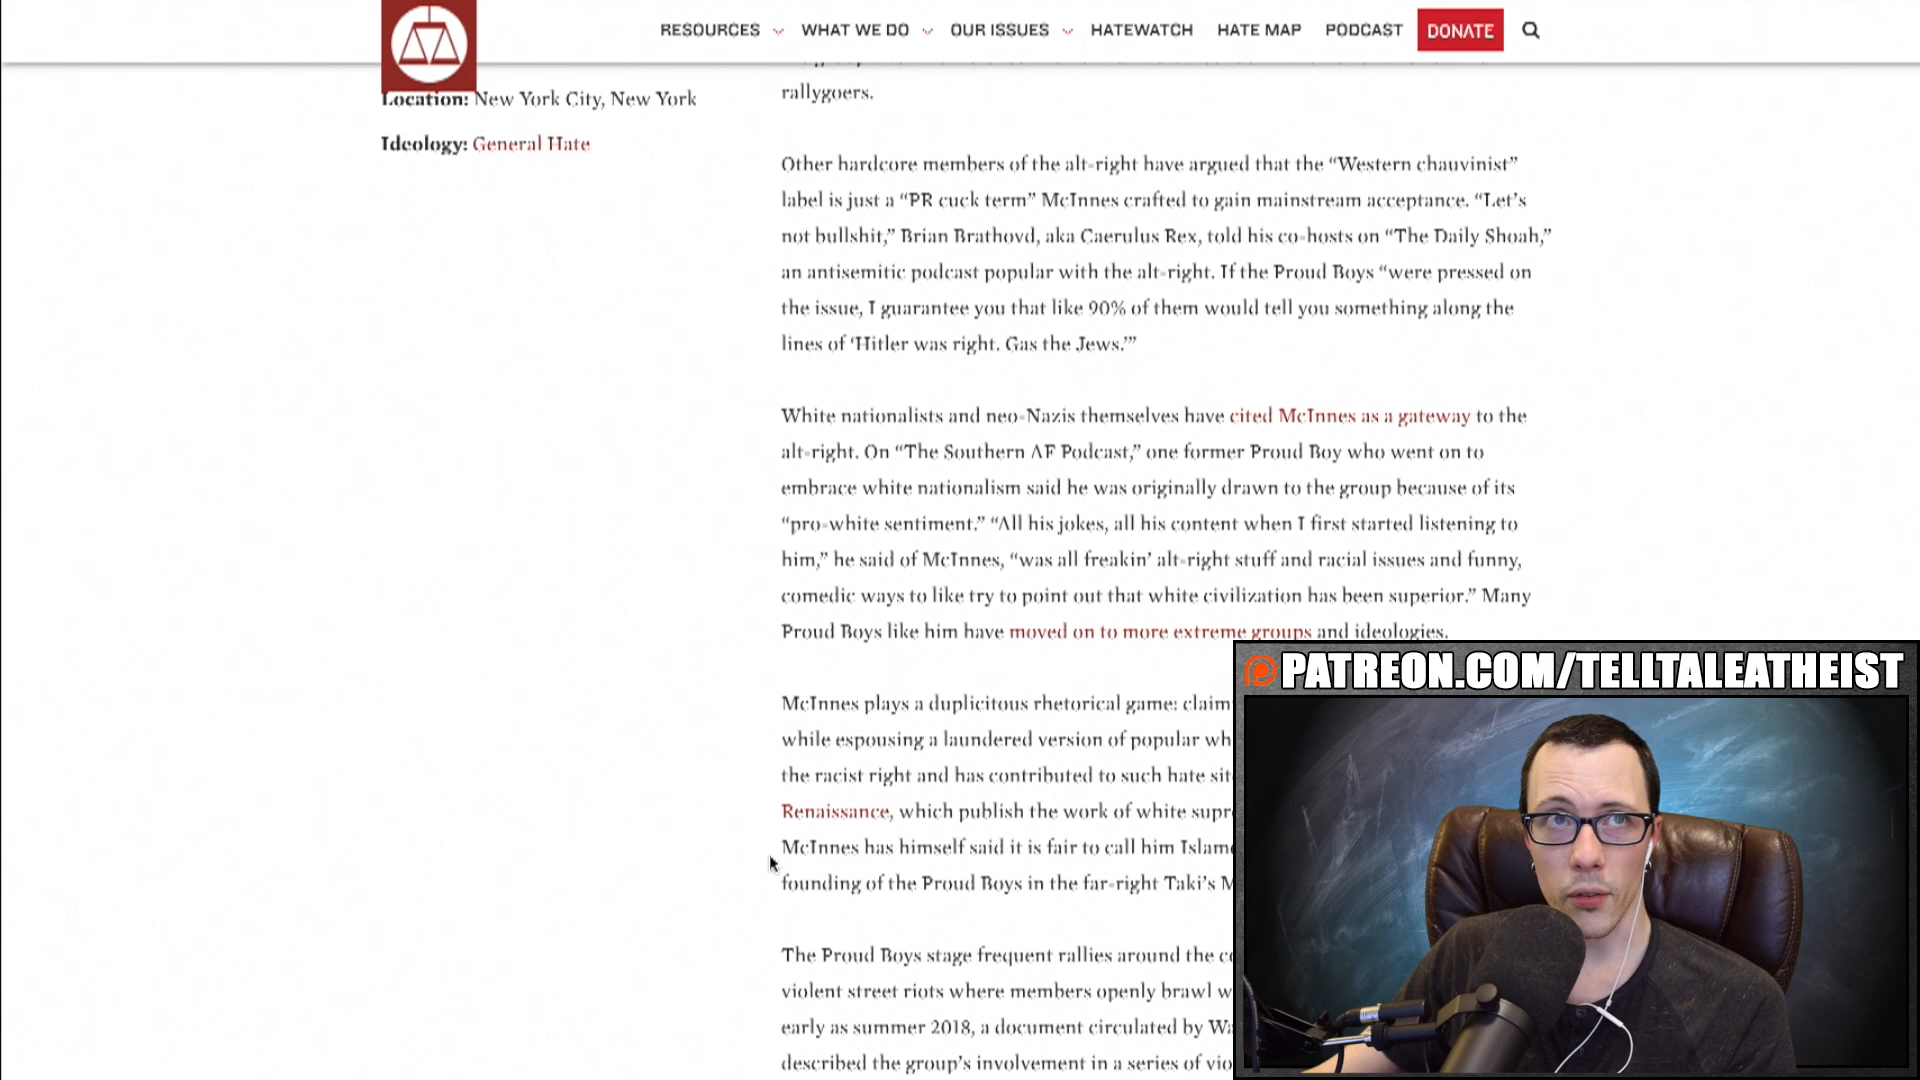 RESOURCES WHAT WE DO OUR ISSUES HATEWATCH HATE MAP PODCAST DONATE
Location: New York City, New York
Ideology: General Hate
rallygoers.
Other hardcore members of the alt-right have argued that the “Western chauvinist”
label is just a “PR cuck term” McInnes crafted to gain mainstream acceptance. “Let’s
not bullshit,” Brian Brathovd, aka Caerulus Rex, told his co-hosts on “The Daily Shoah,”
an antisemitic podcast popular with the alt-right. If the Proud Boys “were pressed on
the issue, I guarantee you that like 90% of them would tell you something along the
lines of ‘Hitler was right. Gas the Jews.’”
White nationalists and neo-Nazis themselves have cited McInnes as a gateway to the
alt-right. On “The Southern AF Podcast,” one former Proud Boy who went on to
embrace white nationalism said he was originally drawn to the group because of its
“pro-white sentiment.” “All his jokes, all his content when I first started listening to
him,” he said of McInnes, “was all freakin’ alt-right stuff and racial issues and funny,
comedic ways to like try to point out that white civilization has been superior.” Many
Proud Boys like him have moved on to more extreme groups and ideologies.
McInnes plays a duplicitous rhetorical game: claim
while espousing a laundered version of popular wh
the racist right and has contributed to such hate sit
Renaissance, which publish the work of white supr
McInnes has himself said it is fair to call him Islam
founding of the Proud Boys in the far-right Taki’s M
The Proud Boys stage frequent rallies around the c
violent street riots where members openly brawl w
early as summer 2018, a document circulated by Wa
described the group’s involvement in a series of vio
PATREON.COM/TELLTALEATHEIST